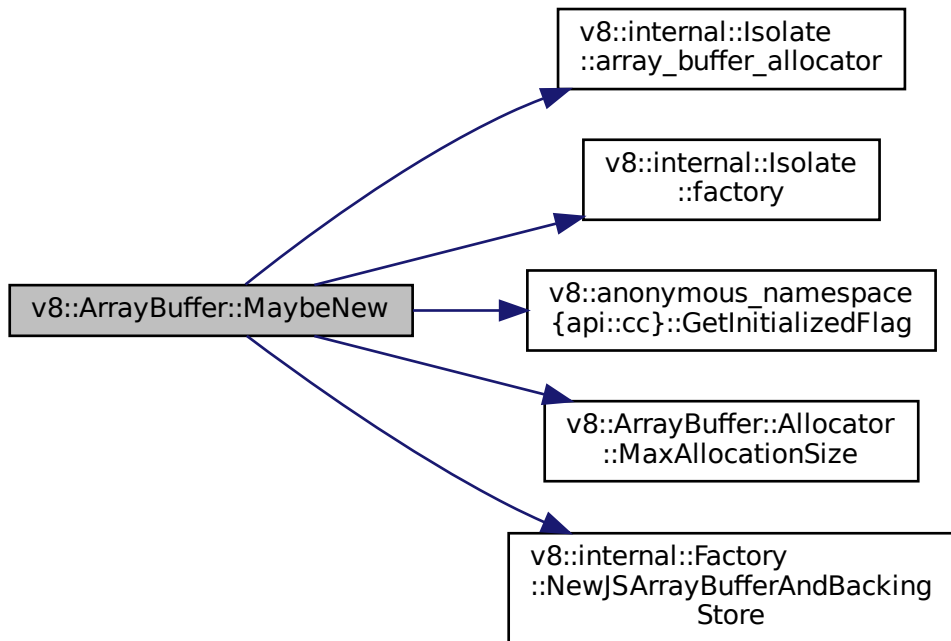 v8::internal::Isolate
::array_buffer_allocator
v8::internal::Isolate
::factory
v8::ArrayBuffer::MaybeNew
v8::anonymous_namespace
{api::cc}::GetInitializedFlag
v8::ArrayBuffer::Allocator
::MaxAllocationSize
v8::internal::Factory
::NewJSArrayBufferAndBacking
Store